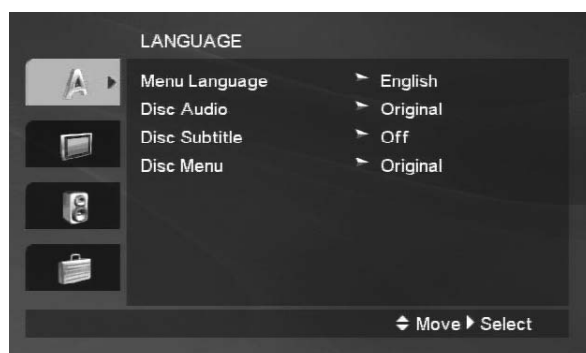 LANGUAGE
A
Menu Language English
Disc Audio Original
Disc Subtitle Off
Disc Menu Original
Move Select